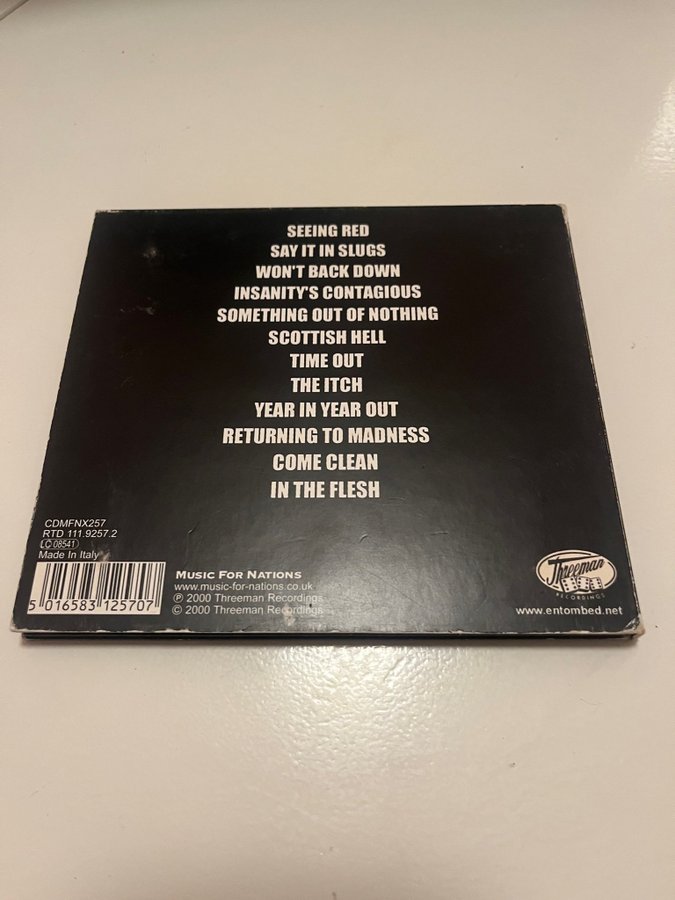 SEEING RED
SAY IT IN SLUGS
WON'T BACK DOWN
INSANITY'S CONTAGIOUS
SOMETHING OUT OF NOTHING
SCOTTISH HELL
TIME OUT
THE ITCH
YEAR IN YEAR OUT
RETURNING TO MADNESS
COME CLEAN
IN THE FLESH
CDMFNX257
RTD 111.9257.2
LC 08541
Made In Italy
5 016583 125707
MUSIC FOR NATIONS
www.music-for-nations.co.uk
℗ 2000 Threeman Recordings
© 2000 Threeman Recordings
Threeman
RECORDINGS
www.entombed.net